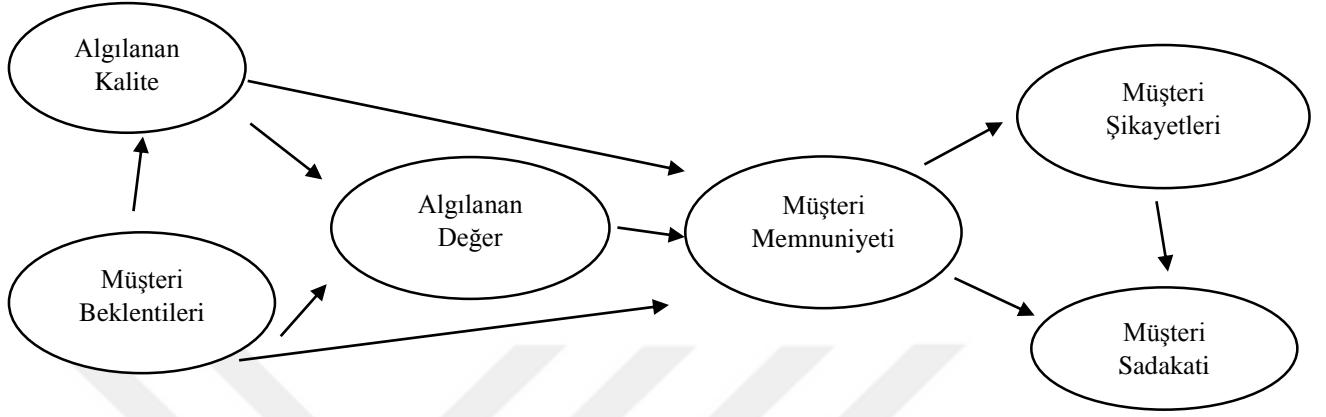 Algılanan
Kalite
Müşteri
Şikayetleri
Algılanan
Değer
Müşteri
Memnuniyeti
Müşteri
Beklentileri
Müşteri
Sadakati